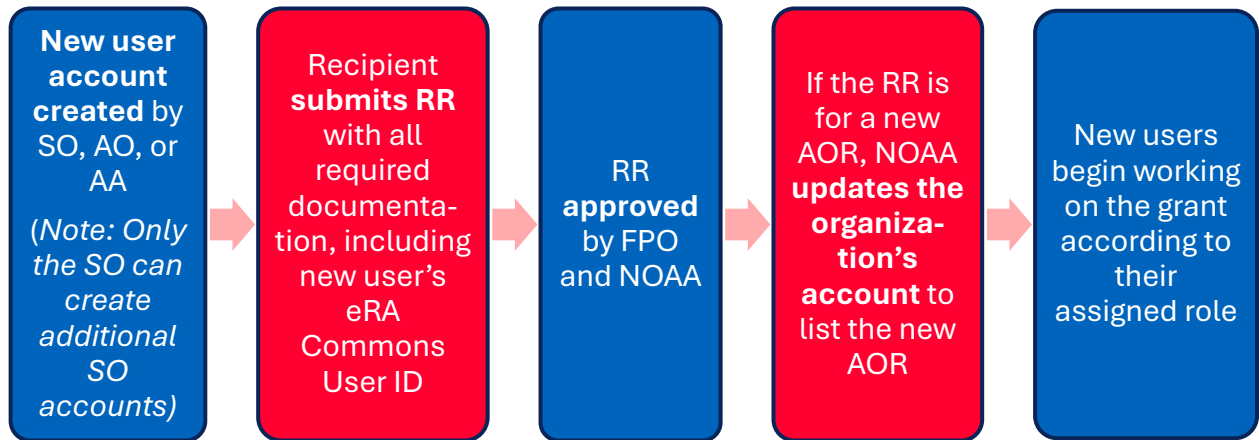 New user
account
created by
SO, AO, or
AA
(Note: Only
the SO can
create
additional
SO
accounts)
Recipient
submits RR
with all
required
documenta-
tion, including
new user’s
eRA
Commons
User ID
RR
approved
by FPO
and NOAA
If the RR is
for a new
AOR, NOAA
updates the
organiza-
tion’s
account to
list the new
AOR
New users
begin working
on the grant
according to
their
assigned role